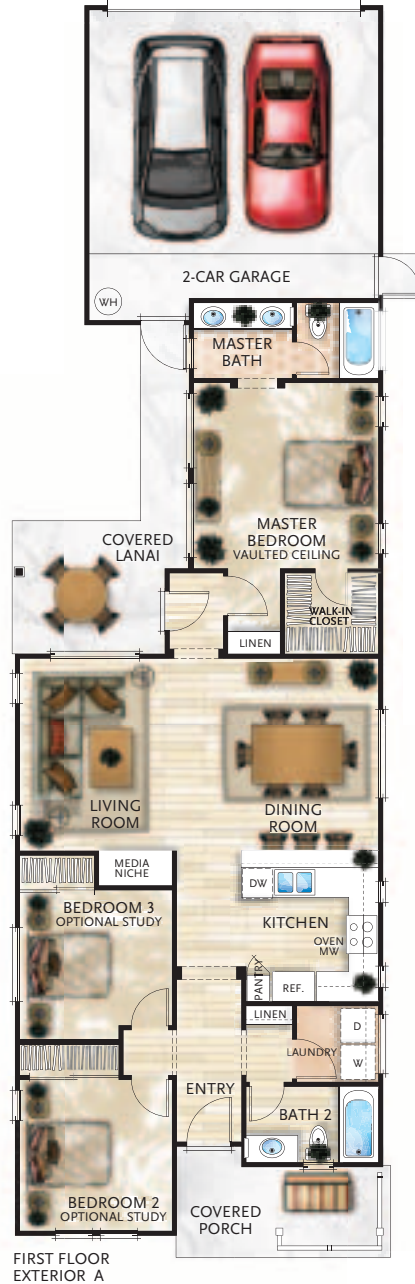 2-CAR GARAGE
WH
MASTER
BATH
MASTER
BEDROOM
VAULTED CEILING
COVERED
LANAI
WALK-IN
CLOSET
LINEN
LIVING
ROOM
DINING
ROOM
MEDIA
NICHE
DW
BEDROOM 3
OPTIONAL STUDY
KITCHEN
OVEN
MW
PANTRY
REF.
LINEN
D
LAUNDRY
W
ENTRY
BATH 2
BEDROOM 2
OPTIONAL STUDY
COVERED
PORCH
FIRST FLOOR
EXTERIOR A